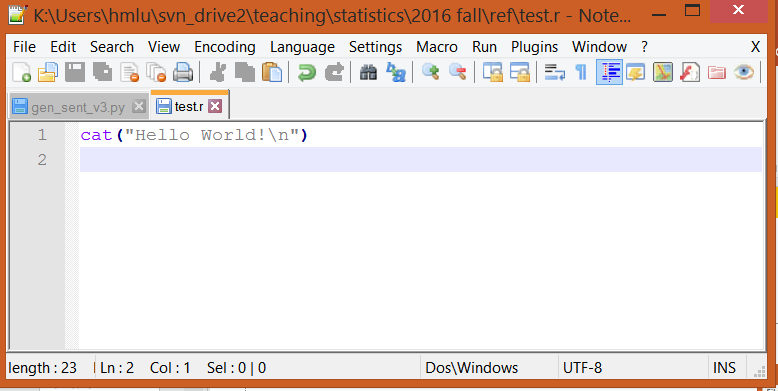 K:\Users\hmlu\svn_drive2\teaching\statistics\2016 fall\ref\test.r - Note...
File Edit Search View Encoding Language Settings Macro Run Plugins Window ? X
gen_sent_v3.py test.r
1 cat("Hello World!\n")
2
length : 23 Ln : 2 Col : 1 Sel : 0 | 0 Dos\Windows UTF-8 INS